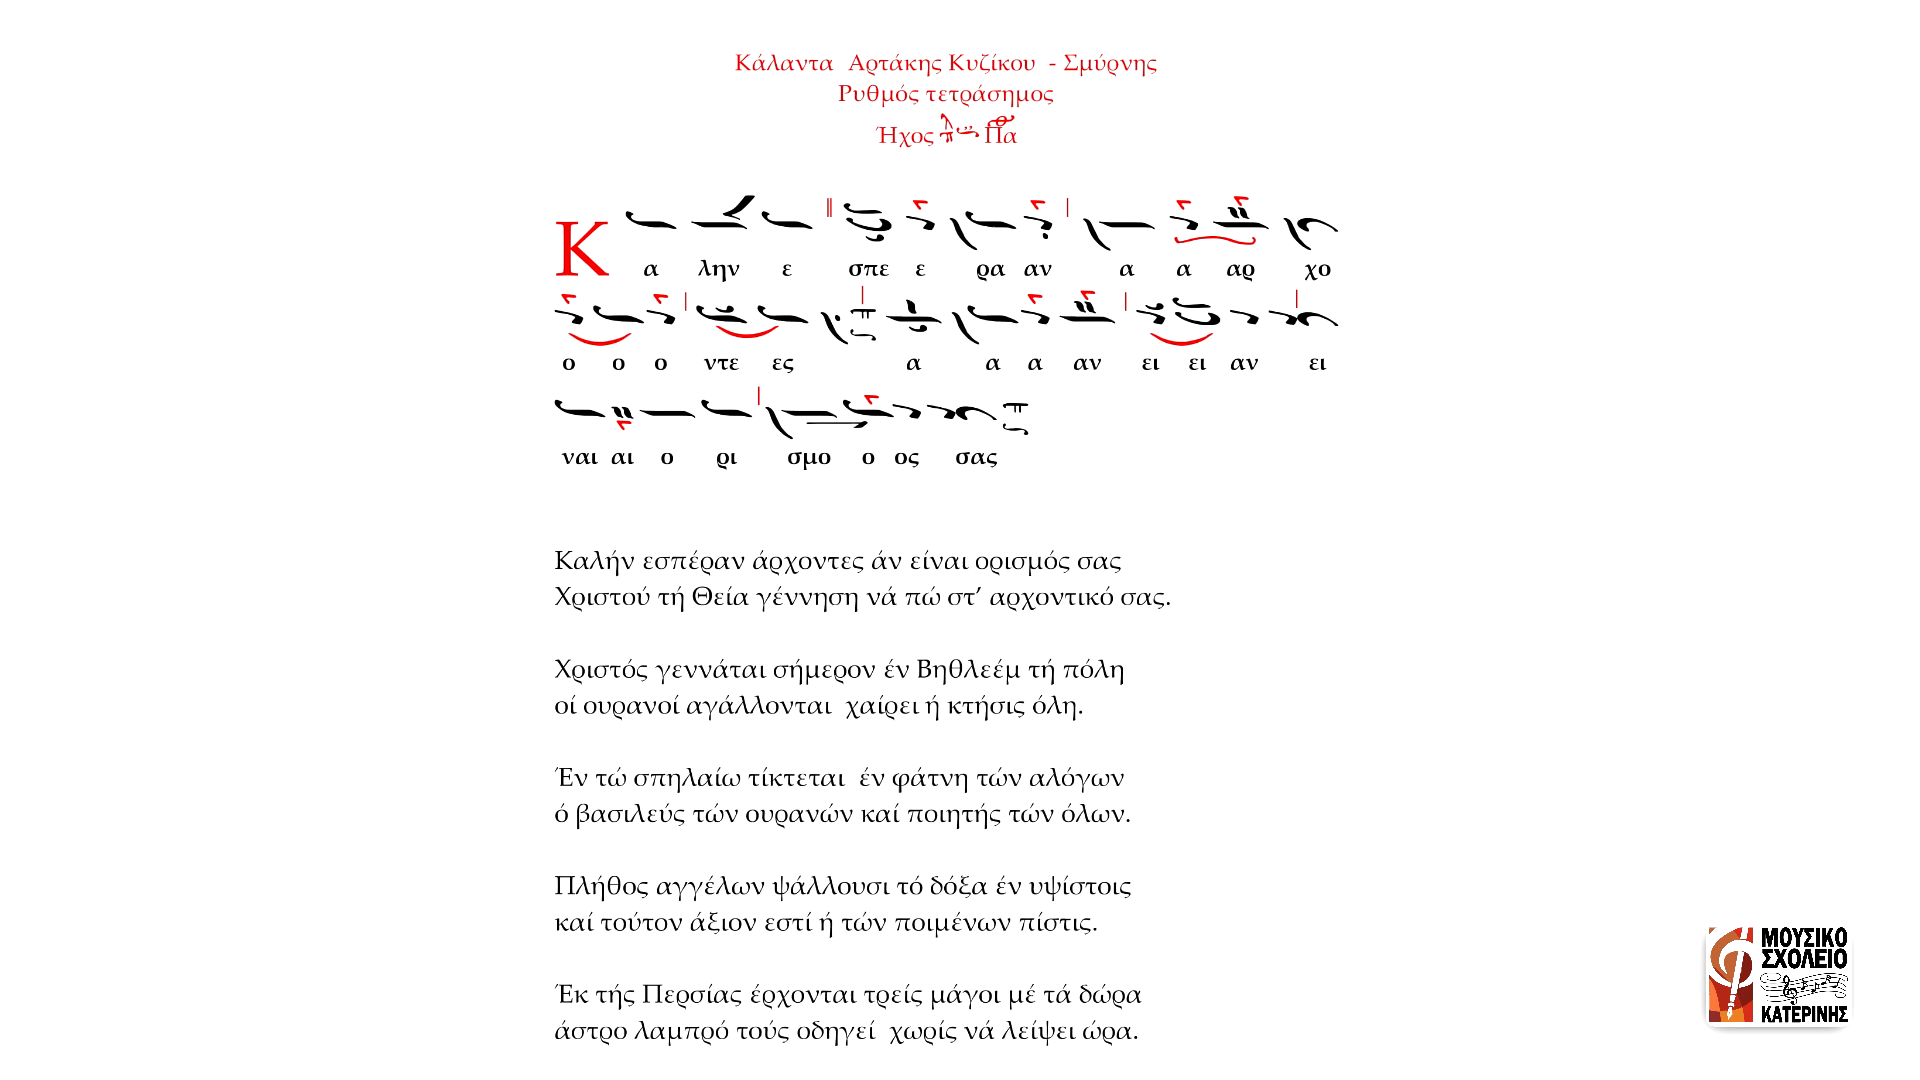 Κάλαντα Αρτάκης Κυζίκου - Σμύρνης
Ρυθμός τετράσημος
Ήχος Πα
Κ α λην ε σπε ε ρα αν α α αρ χο
ο ο ο ντε ες α α α αν ει ει αν ει
ναι αι ο ρι σμο ο ος σας
Καλήν εσπέραν άρχοντες άν είναι ορισμός σας
Χριστού τή Θεία γέννηση νά πώ στ’ αρχοντικό σας.
Χριστός γεννάται σήμερον έν Βηθλεέμ τή πόλη
οί ουρανοί αγάλλονται χαίρει ή κτήσις όλη.
Έν τώ σπηλαίω τίκτεται έν φάτνη τών αλόγων
ό βασιλεύς τών ουρανών καί ποιητής τών όλων.
Πλήθος αγγέλων ψάλλουσι τό δόξα έν υψίστοις
καί τούτον άξιον εστί ή τών ποιμένων πίστις.
Έκ τής Περσίας έρχονται τρείς μάγοι μέ τά δώρα
άστρο λαμπρό τούς οδηγεί χωρίς νά λείψει ώρα.
ΜΟΥΣΙΚΟ
ΣΧΟΛΕΙΟ
ΚΑΤΕΡΙΝΗΣ